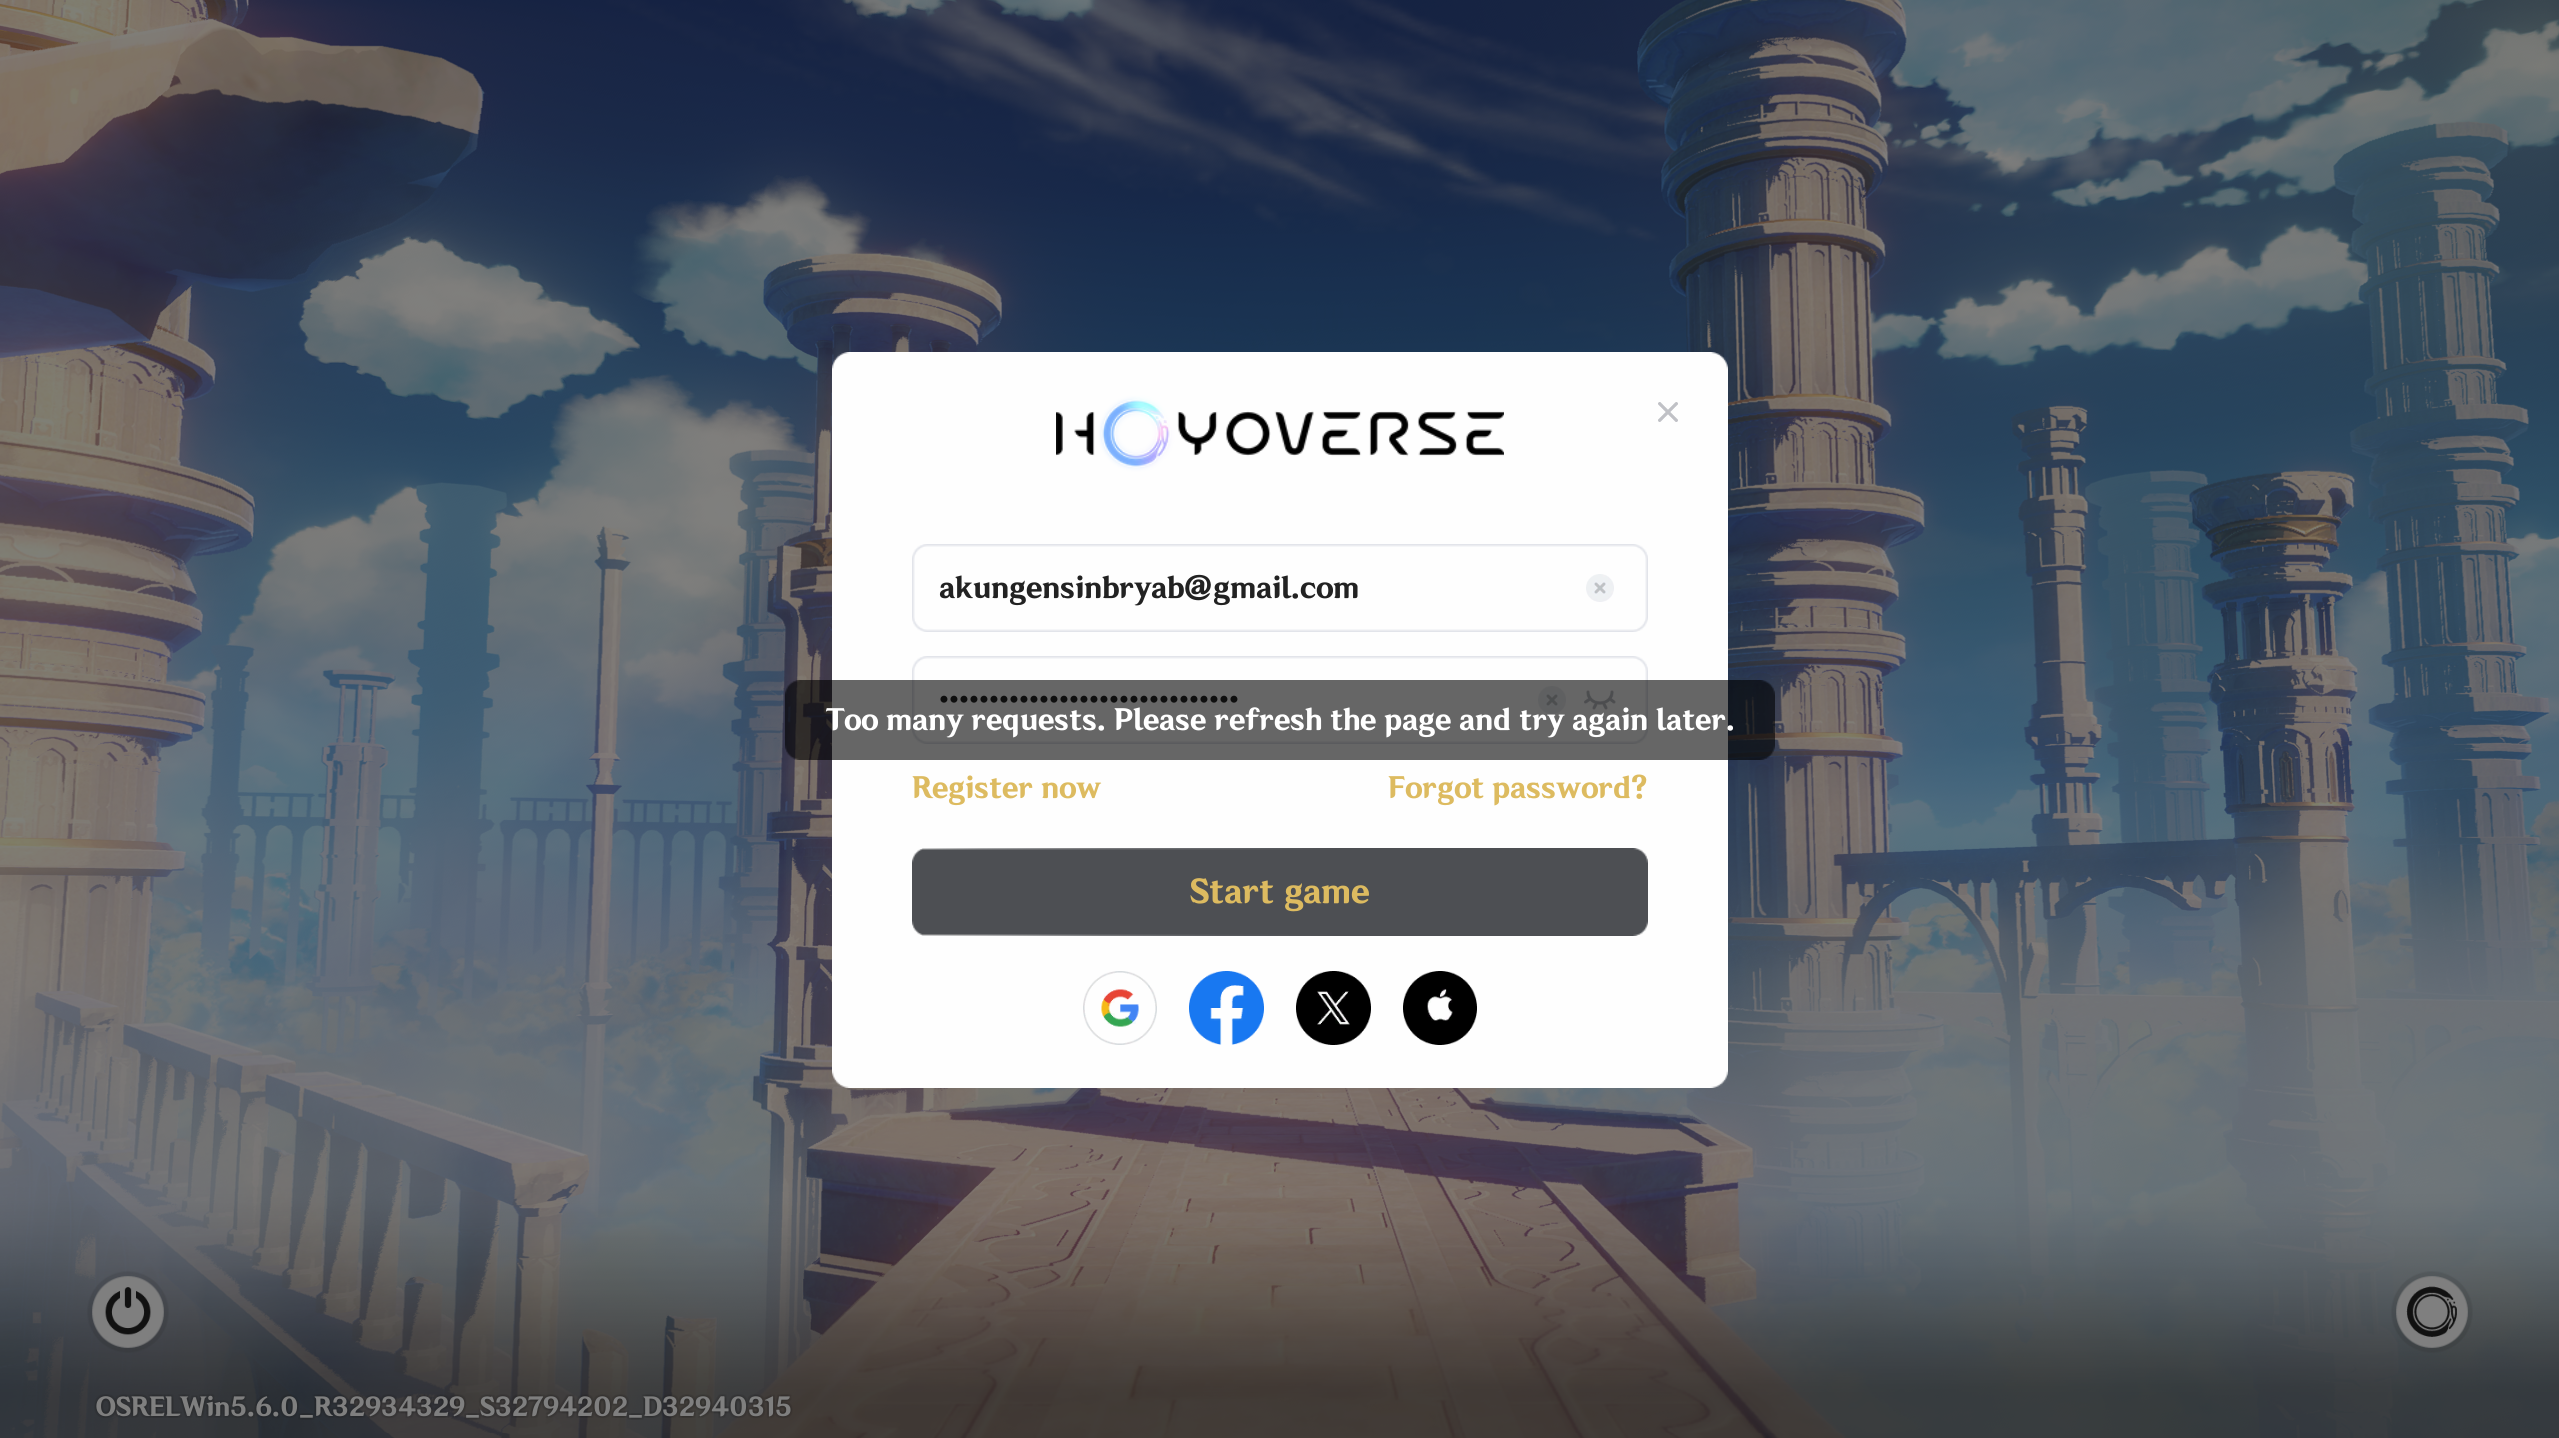 HOYOVERSE
akungensinbryab@gmail.com
••••••••••••••••••••••••••••••
Too many requests. Please refresh the page and try again later.
Register now
Forgot password?
Start game
OSRELWin5.6.0_R32934329_S32794202_D32940315